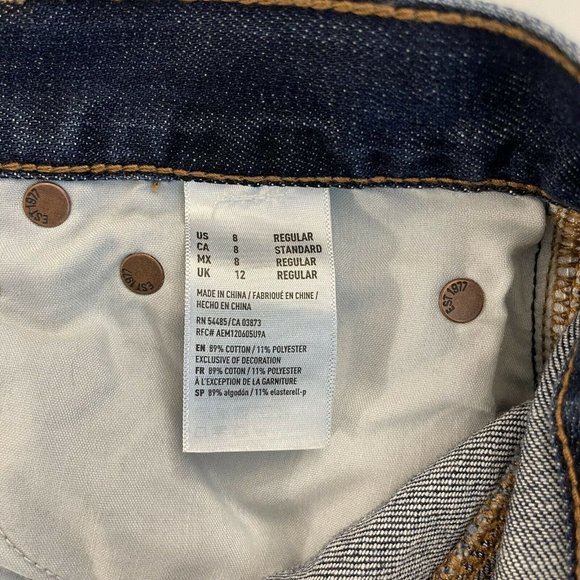 US 8 REGULAR
CA 8 STANDARD
MX 8 REGULAR
UK 12 REGULAR
MADE IN CHINA / FABRIQUÉ EN CHINE /
HECHO EN CHINA
RN 54485/CA 03873
RFC# AEM120605U9A
EN 89% COTTON / 11% POLYESTER
EXCLUSIVE OF DECORATION
FR 89% COTTON / 11% POLYESTER
À L'EXCEPTION DE LA GARNITURE
SP 89% algodón / 11% elasterell-p
EST 1977
EST 1977
EST 1977